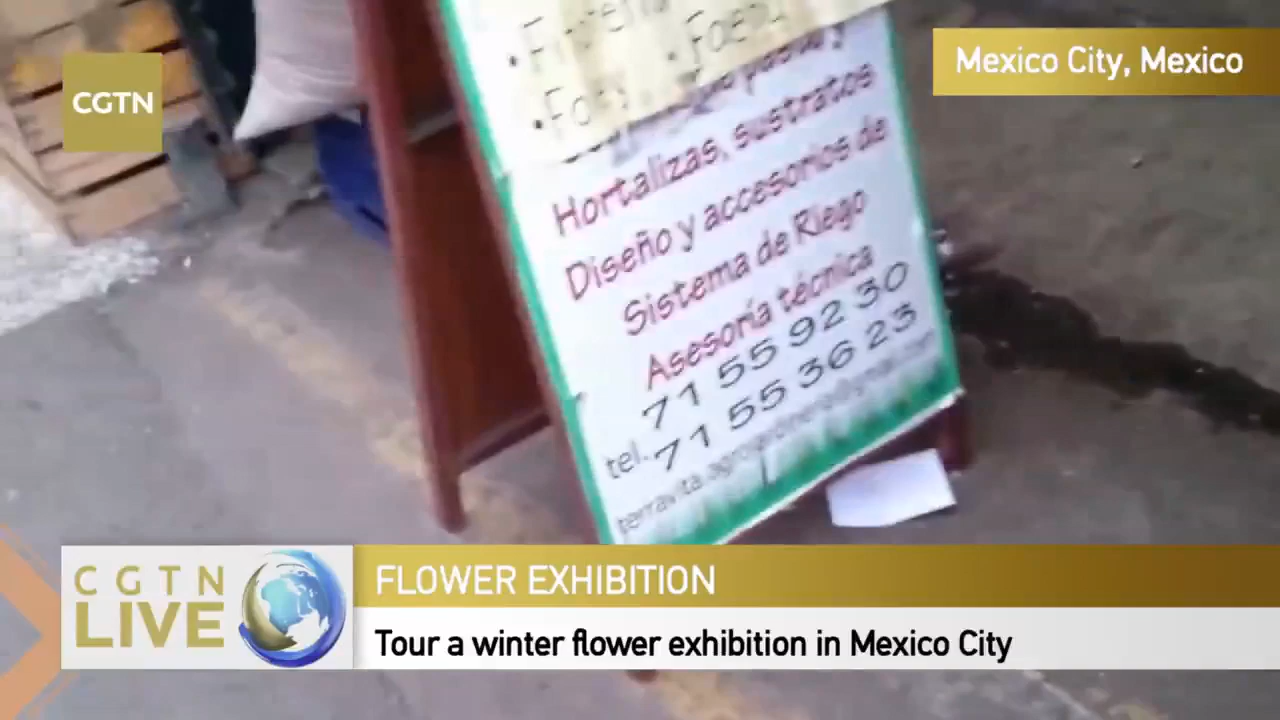 CGTN
Mexico City, Mexico
pasto y
Hortalizas, sustratos
Diseño y accesorios de
Sistema de Riego
Asesoría técnica
71 55 92 30
tel. 71 55 36 23
CGTN
LIVE
FLOWER EXHIBITION
Tour a winter flower exhibition in Mexico City